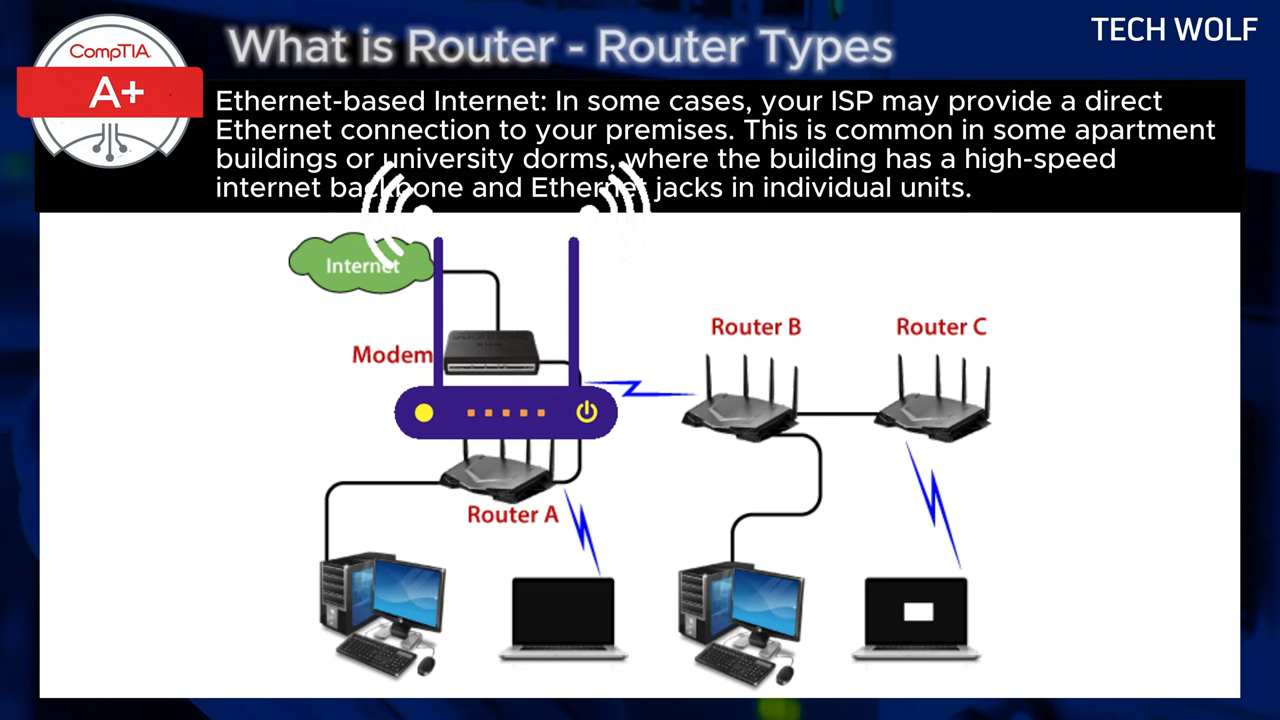 CompTIA.
A+
What is Router - Router Types
TECH WOLF
Ethernet-based Internet: In some cases, your ISP may provide a direct
Ethernet connection to your premises. This is common in some apartment
buildings or university dorms, where the building has a high-speed
internet backbone and Ethernet jacks in individual units.
Internet
Modem
Router B
Router C
Router A